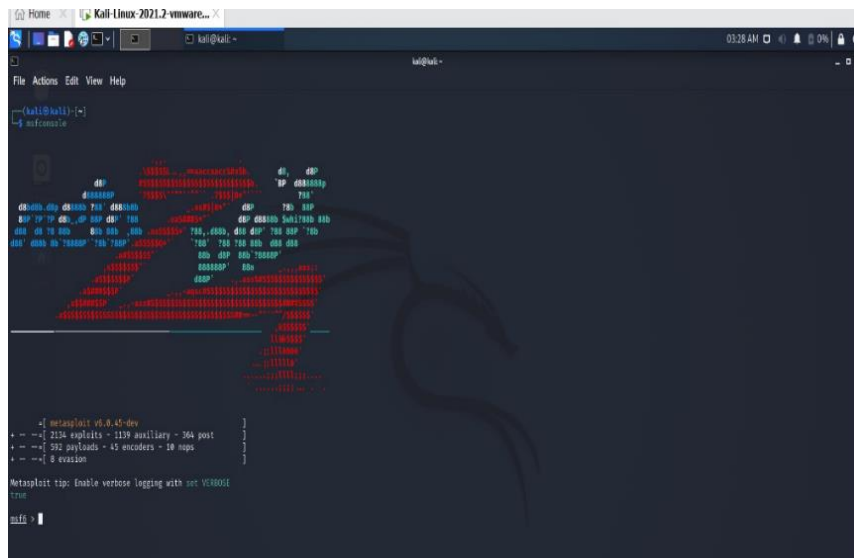 Home
Kali-Linux-2021.2-vmware...
kali@kali: ~
03:28 AM
0%
kali@kali: ~
File Actions Edit View Help
(kali㉿kali)-[~]
$ msfconsole
=[ metasploit v6.0.45-dev ]
+ -- --=[ 2134 exploits - 1139 auxiliary - 364 post ]
+ -- --=[ 592 payloads - 45 encoders - 10 nops ]
+ -- --=[ 8 evasion ]
Metasploit tip: Enable verbose logging with set VERBOSE
true
msf6 >